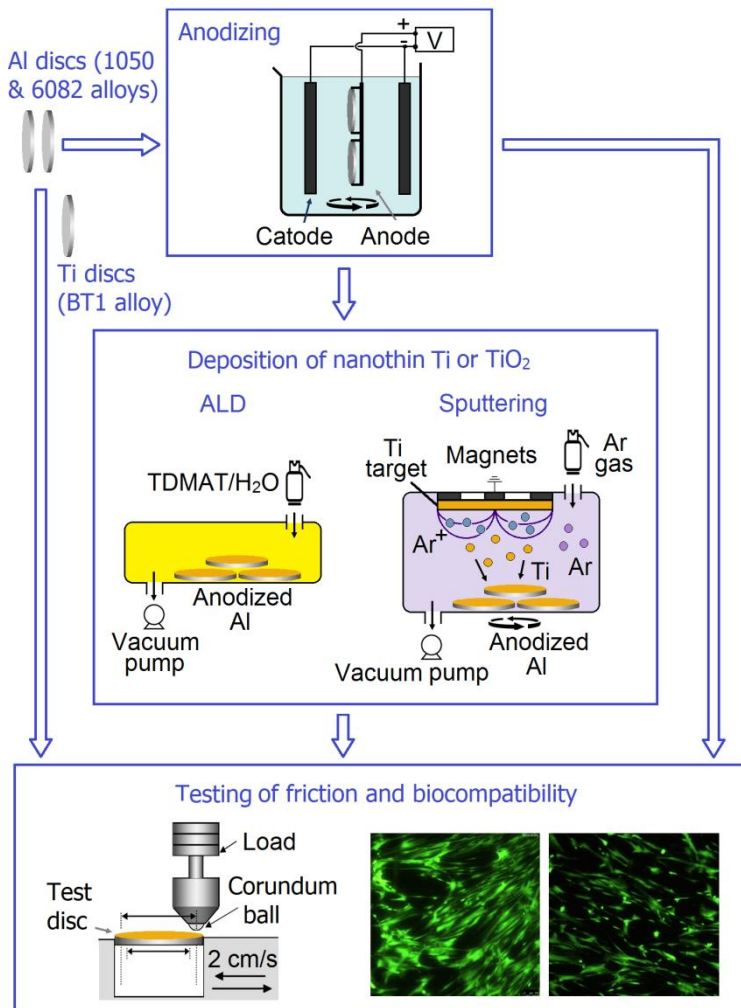 Anodizing
Al discs (1050
& 6082 alloys)
+
-
V
Catode
Anode
Ti discs
(BT1 alloy)
Deposition of nanothin Ti or TiO₂
ALD
TDMAT/H₂O
Vacuum
pump
Anodized
Al
Sputtering
Ti
target
Magnets
Ar
gas
Ar⁺
Ti
Ar
Vacuum pump
Anodized
Al
Testing of friction and biocompatibility
Load
Corundum
ball
Test
disc
2 cm/s